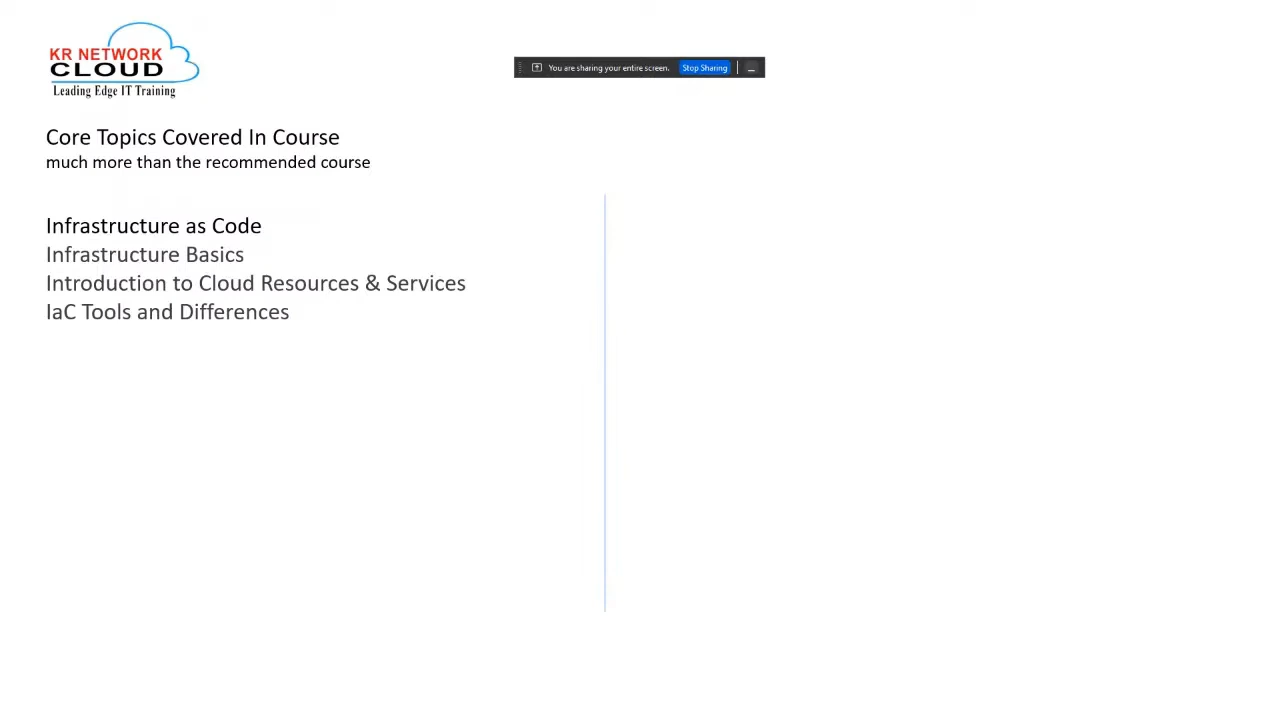 KR NETWORK
CLOUD
Leading Edge IT Training
You are sharing your entire screen. Stop Sharing
Core Topics Covered In Course
much more than the recommended course
Infrastructure as Code
Infrastructure Basics
Introduction to Cloud Resources & Services
IaC Tools and Differences